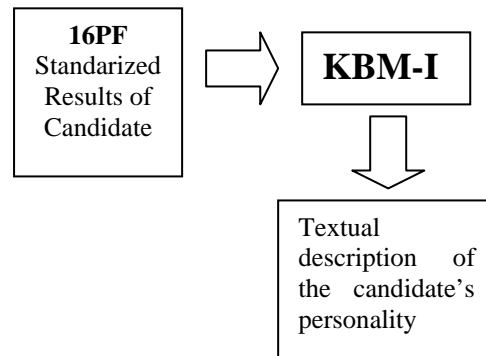 16PF
Standarized
Results of
Candidate
KBM-I
Textual
description of
the candidate's
personality